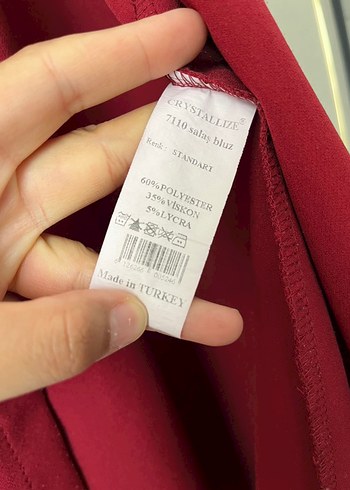 CRYSTALLIZE®
7110 salaş bluz
Renk: STANDART
60%POLYESTER
35%VİSKON
5%LYCRA
Made in TURKEY